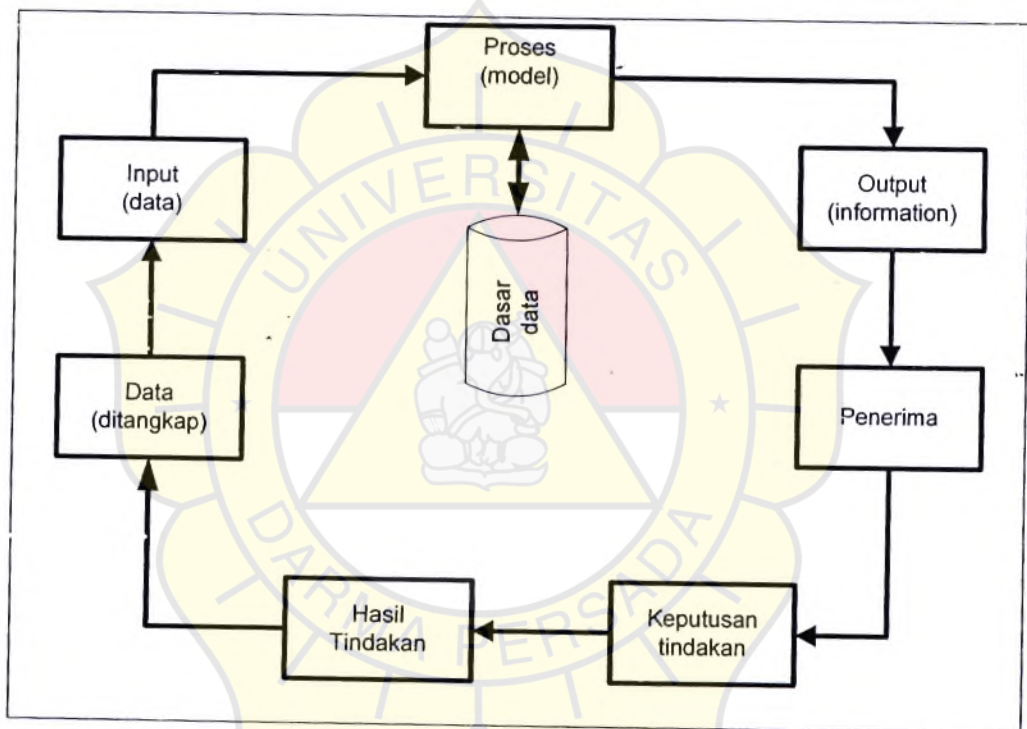 Proses
(model)
Input
(data)
Output
(information)
Dasar
data
Data
(ditangkap)
Penerima
Hasil
Tindakan
Keputusan
tindakan
UNIVERSITAS
DARMA PERSADA